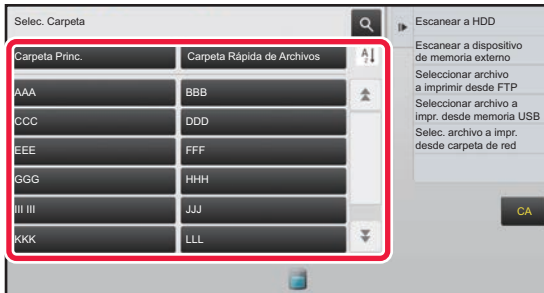 Selec. Carpeta
Carpeta Princ.
Carpeta Rápida de Archivos
AAA
BBB
CCC
DDD
EEE
FFF
GGG
HHH
III III
JJJ
KKK
LLL
Escanear a HDD
Escanear a dispositivo
de memoria externo
Seleccionar archivo
a imprimir desde FTP
Seleccionar archivo a
impr. desde memoria USB
Selec. archivo a impr.
desde carpeta de red
CA